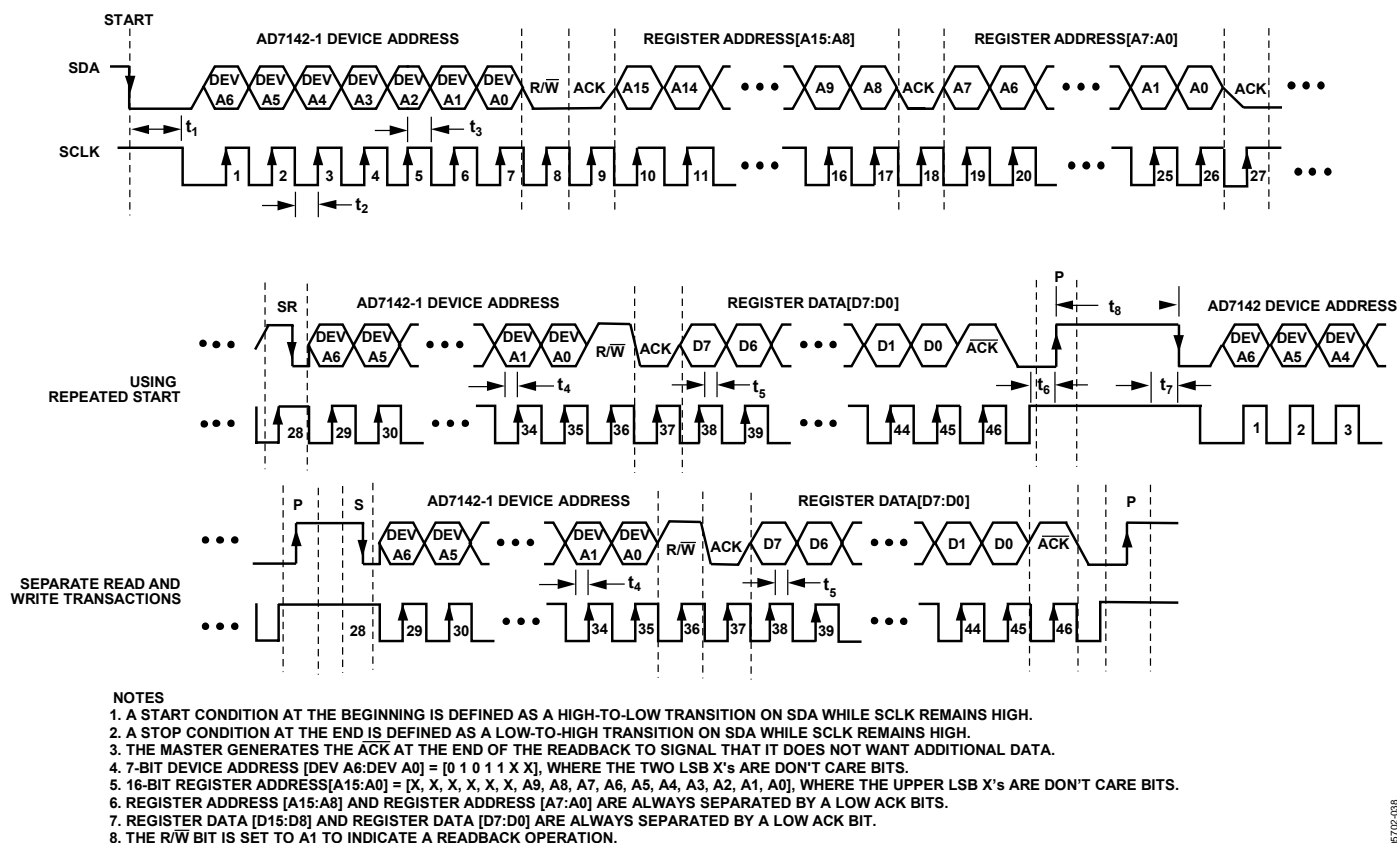 START
AD7142-1 DEVICE ADDRESS
REGISTER ADDRESS[A15:A8]
REGISTER ADDRESS[A7:A0]
SDA
DEV A6 DEV A5 DEV A4 DEV A3 DEV A2 DEV A1 DEV A0 R/W ACK A15 A14 A9 A8 ACK A7 A6 A1 A0 ACK
t1 t3
SCLK
1 2 3 4 5 6 7 8 9 10 11 16 17 18 19 20 25 26 27
t2
P
SR
AD7142-1 DEVICE ADDRESS
REGISTER DATA[D7:D0]
t8
AD7142 DEVICE ADDRESS
DEV A6 DEV A5 DEV A1 DEV A0 R/W ACK D7 D6 D1 D0 ACK DEV A6 DEV A5 DEV A4
USING
REPEATED START
t4 t5 t6 t7
28 29 30 34 35 36 37 38 39 44 45 46 1 2 3
P S
AD7142-1 DEVICE ADDRESS
REGISTER DATA[D7:D0]
P
DEV A6 DEV A5 DEV A1 DEV A0 R/W ACK D7 D6 D1 D0 ACK
SEPARATE READ AND
WRITE TRANSACTIONS
t4 t5
28 29 30 34 35 36 37 38 39 44 45 46
NOTES
1. A START CONDITION AT THE BEGINNING IS DEFINED AS A HIGH-TO-LOW TRANSITION ON SDA WHILE SCLK REMAINS HIGH.
2. A STOP CONDITION AT THE END IS DEFINED AS A LOW-TO-HIGH TRANSITION ON SDA WHILE SCLK REMAINS HIGH.
3. THE MASTER GENERATES THE ACK AT THE END OF THE READBACK TO SIGNAL THAT IT DOES NOT WANT ADDITIONAL DATA.
4. 7-BIT DEVICE ADDRESS [DEV A6:DEV A0] = [0 1 0 1 1 X X], WHERE THE TWO LSB X's ARE DON'T CARE BITS.
5. 16-BIT REGISTER ADDRESS[A15:A0] = [X, X, X, X, X, X, A9, A8, A7, A6, A5, A4, A3, A2, A1, A0], WHERE THE UPPER LSB X's ARE DON'T CARE BITS.
6. REGISTER ADDRESS [A15:A8] AND REGISTER ADDRESS [A7:A0] ARE ALWAYS SEPARATED BY A LOW ACK BITS.
7. REGISTER DATA [D15:D8] AND REGISTER DATA [D7:D0] ARE ALWAYS SEPARATED BY A LOW ACK BIT.
8. THE R/W BIT IS SET TO A1 TO INDICATE A READBACK OPERATION.
05702-038